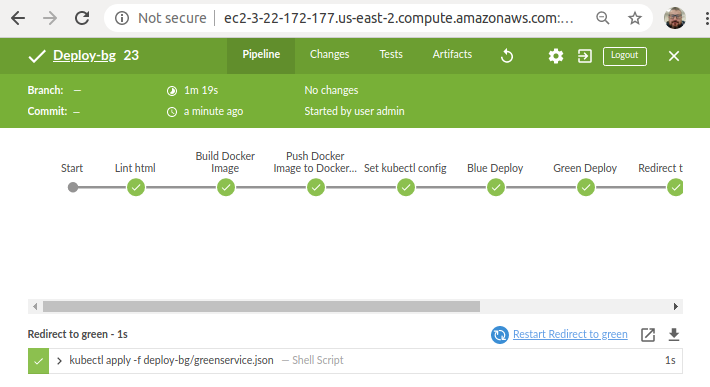 Not secure | ec2-3-22-172-177.us-east-2.compute.amazonaws.com:...
Deploy-bg 23 Pipeline Changes Tests Artifacts Logout
Branch: — 1m 19s No changes
Commit: — a minute ago Started by user admin
Start Lint html Build Docker Image Push Docker Image to Docker... Set kubectl config Blue Deploy Green Deploy Redirect t
Redirect to green - 1s Restart Redirect to green
kubectl apply -f deploy-bg/greenservice.json — Shell Script 1s